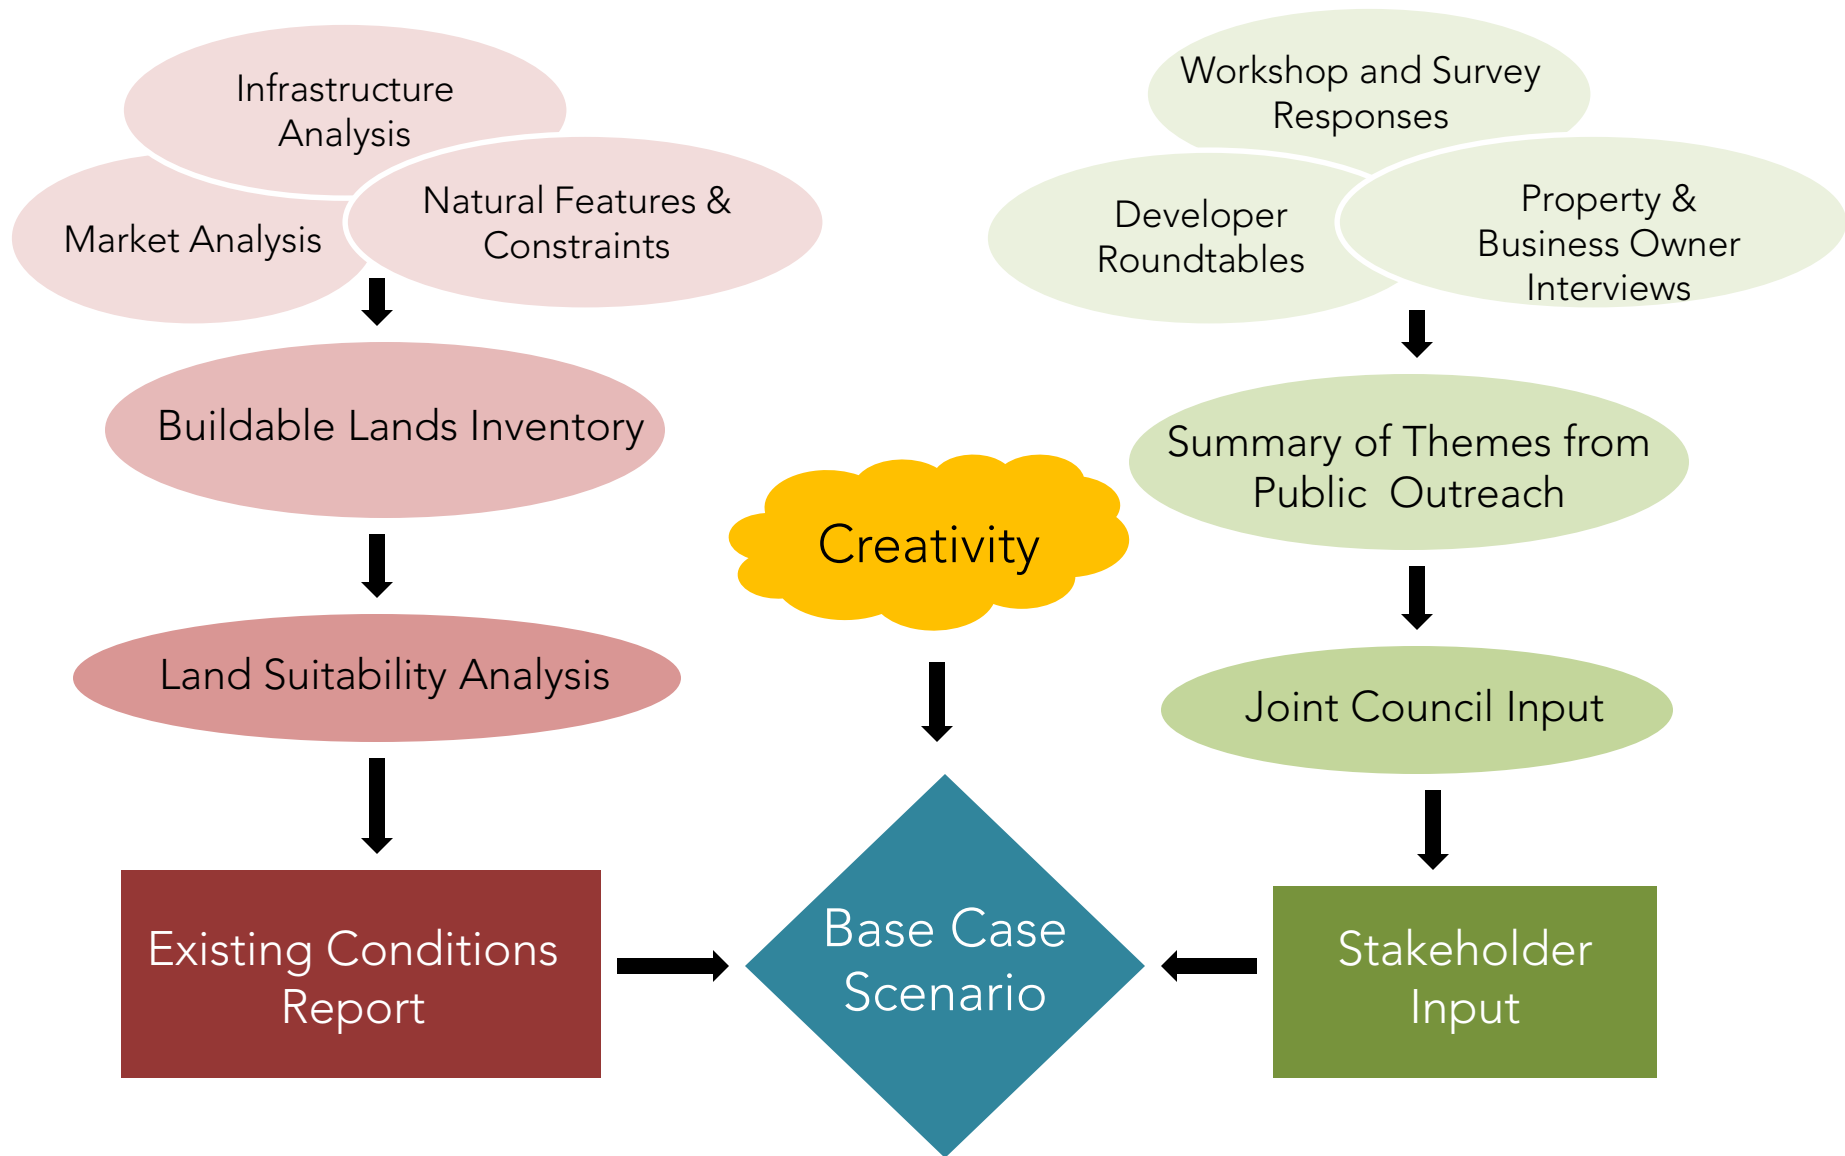 Infrastructure
Analysis
Market Analysis
Natural Features &
Constraints
Buildable Lands Inventory
Land Suitability Analysis
Existing Conditions
Report
Creativity
Base Case
Scenario
Workshop and Survey
Responses
Developer
Roundtables
Property &
Business Owner
Interviews
Summary of Themes from
Public  Outreach
Joint Council Input
Stakeholder
Input